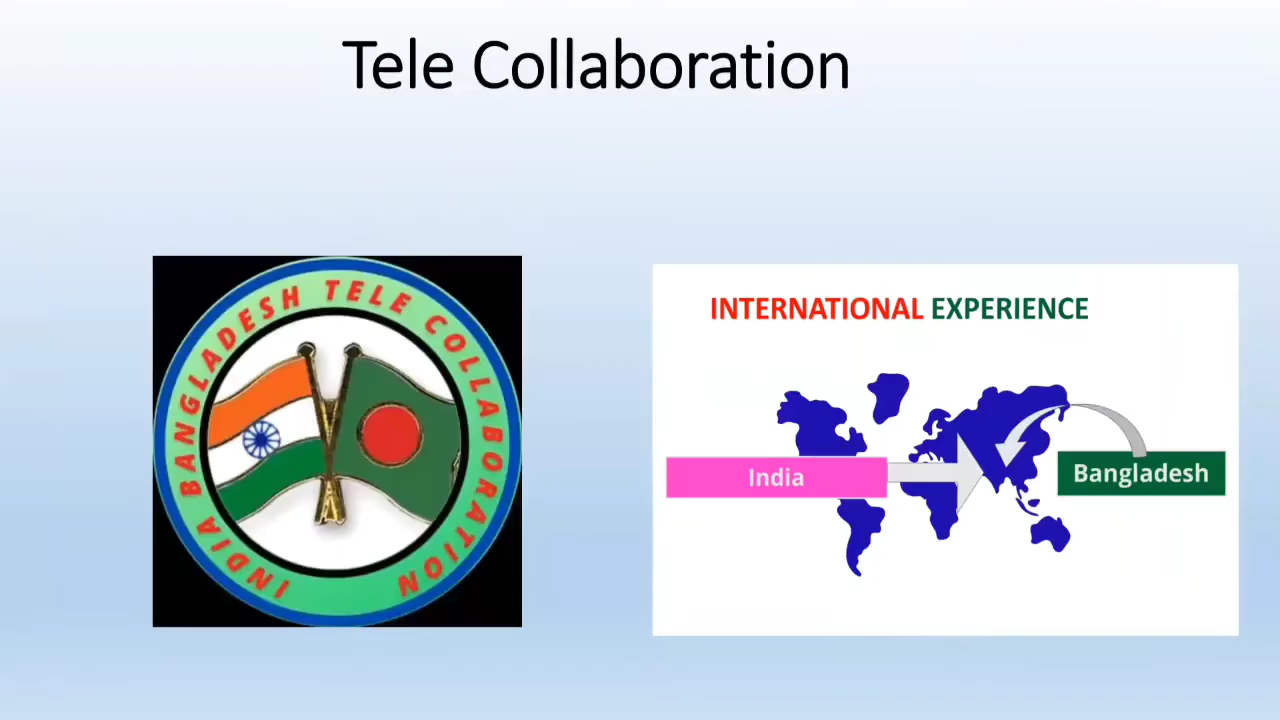 Tele Collaboration
INDIA BANGLADESH TELE COLLABORATION
INTERNATIONAL EXPERIENCE
India
Bangladesh